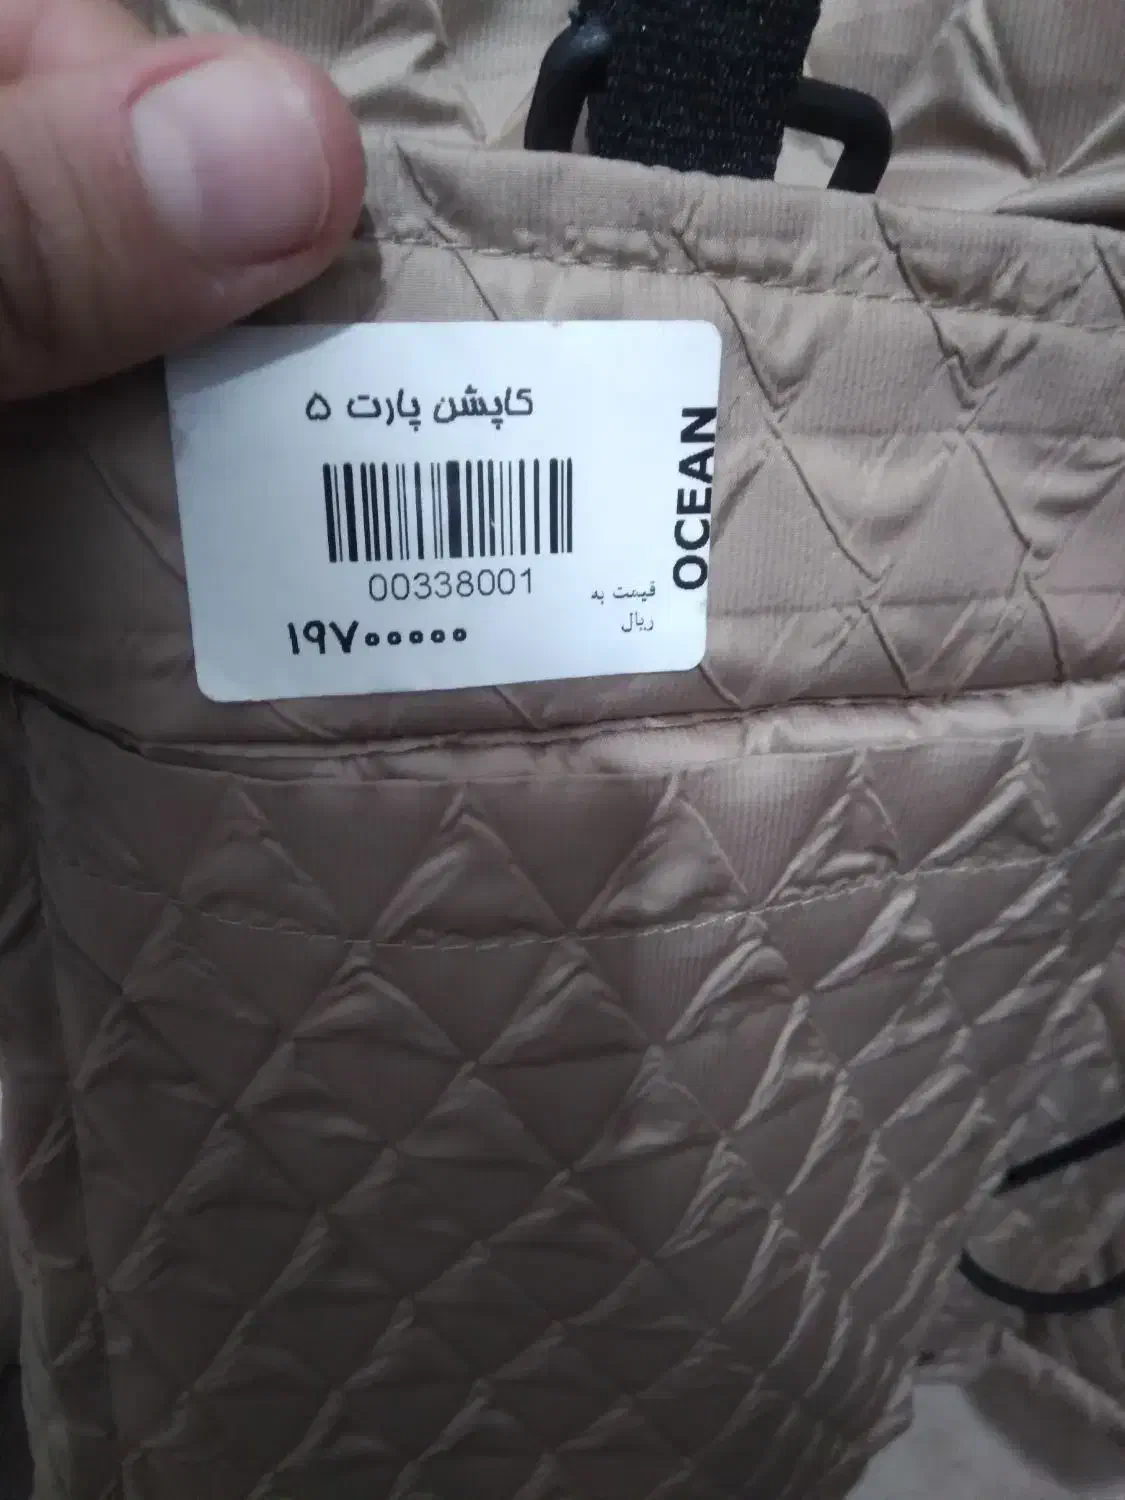 کاپشن پارت ۵
00338001
قیمت به
ریال
۱۹۷۰۰۰۰۰
OCEAN